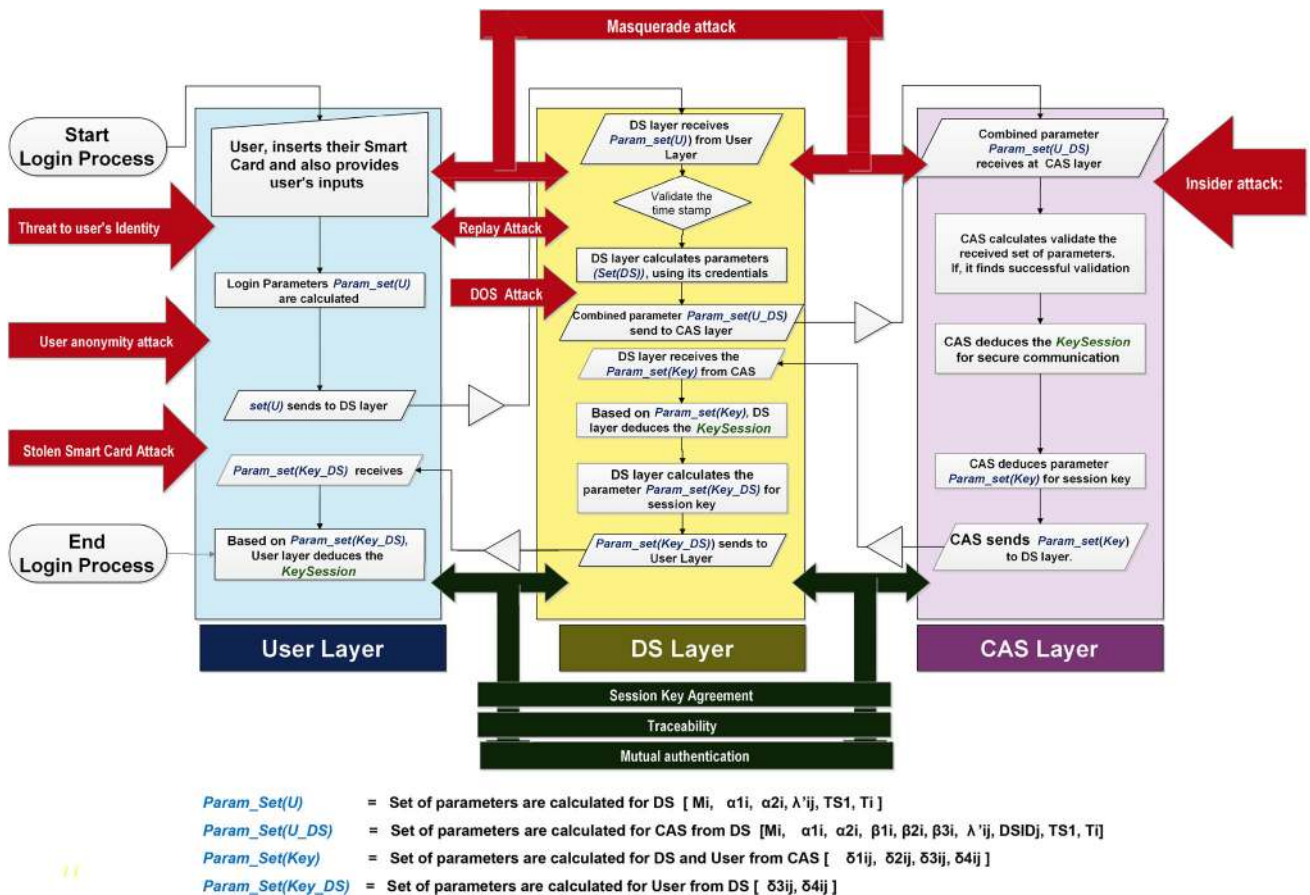 Masquerade attack
Start
Login Process
User, inserts their Smart
Card and also provides
user's inputs
Threat to user's Identity
Login Parameters Param_set(U)
are calculated
User anonymity attack
set(U) sends to DS layer
Stolen Smart Card Attack
Param_set(Key_DS) receives
End
Login Process
Based on Param_set(Key_DS),
User layer deduces the
KeySession
User Layer
Replay Attack
DOS Attack
DS layer receives
Param_set(U)) from User
Layer
Validate the
time stamp
DS layer calculates parameters
(Set(DS)), using its credentials
Combined parameter Param_set(U_DS)
send to CAS layer
DS layer receives the
Param_set(Key) from CAS
Based on Param_set(Key), DS
layer deduces the KeySession
DS layer calculates the
parameter Param_set(Key_DS) for
session key
Param_set(Key_DS)) sends to
User Layer
DS Layer
Combined parameter
Param_set(U_DS)
receives at CAS layer
Insider attack:
CAS calculates validate the
received set of parameters.
If, it finds successful validation
CAS deduces the KeySession
for secure communication
CAS deduces parameter
Param_set(Key) for session key
CAS sends Param_set(Key)
to DS layer.
CAS Layer
Session Key Agreement
Traceability
Mutual authentication
Param_Set(U) = Set of parameters are calculated for DS [ Mi, α1i, α2i, λ'ij, TS1, Ti ]
Param_Set(U_DS) = Set of parameters are calculated for CAS from DS [Mi, α1i, α2i, β1i, β2i, β3i, λ'ij, DSIDj, TS1, Ti]
Param_Set(Key) = Set of parameters are calculated for DS and User from CAS [ δ1ij, δ2ij, δ3ij, δ4ij ]
Param_Set(Key_DS) = Set of parameters are calculated for User from DS [ δ3ij, δ4ij ]